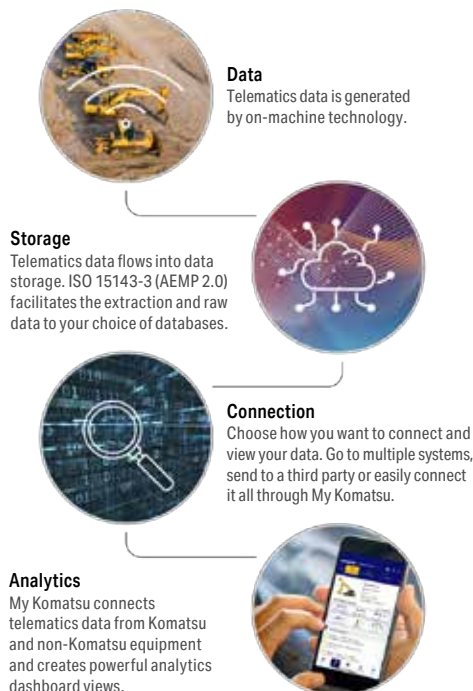 Data
Telematics data is generated
by on-machine technology.
Storage
Telematics data flows into data
storage. ISO 15143-3 (AEMP 2.0)
facilitates the extraction and raw
data to your choice of databases.
Connection
Choose how you want to connect and
view your data. Go to multiple systems,
send to a third party or easily connect
it all through My Komatsu.
Analytics
My Komatsu connects
telematics data from Komatsu
and non-Komatsu equipment
and creates powerful analytics
dashboard views.